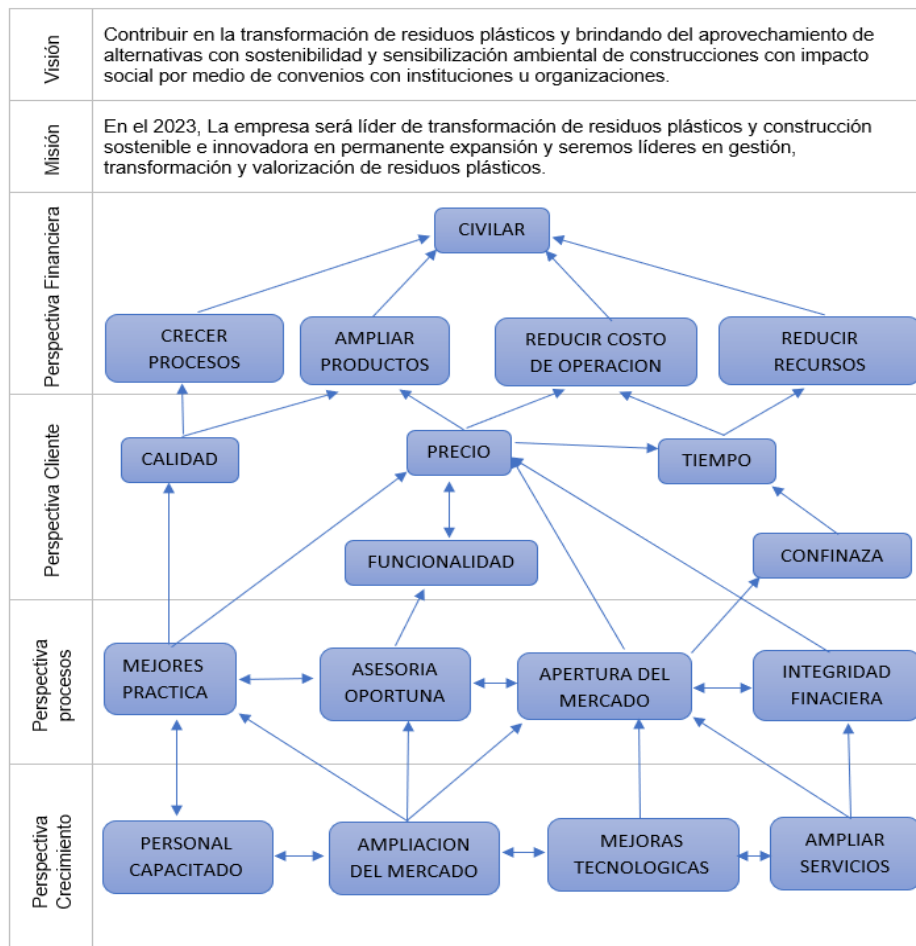 Visión
Contribuir en la transformación de residuos plásticos y brindando del aprovechamiento de
alternativas con sostenibilidad y sensibilización ambiental de construcciones con impacto
social por medio de convenios con instituciones u organizaciones.
Misión
En el 2023, La empresa será líder de transformación de residuos plásticos y construcción
sostenible e innovadora en permanente expansión y seremos líderes en gestión,
transformación y valorización de residuos plásticos.
Perspectiva Financiera
CIVILAR
CRECER
PROCESOS
AMPLIAR
PRODUCTOS
REDUCIR COSTO
DE OPERACION
REDUCIR
RECURSOS
Perspectiva Cliente
CALIDAD
PRECIO
TIEMPO
FUNCIONALIDAD
CONFINAZA
Perspectiva
procesos
MEJORES
PRACTICA
ASESORIA
OPORTUNA
APERTURA DEL
MERCADO
INTEGRIDAD
FINACIERA
Perspectiva
Crecimiento
PERSONAL
CAPACITADO
AMPLIACION
DEL MERCADO
MEJORAS
TECNOLOGICAS
AMPLIAR
SERVICIOS